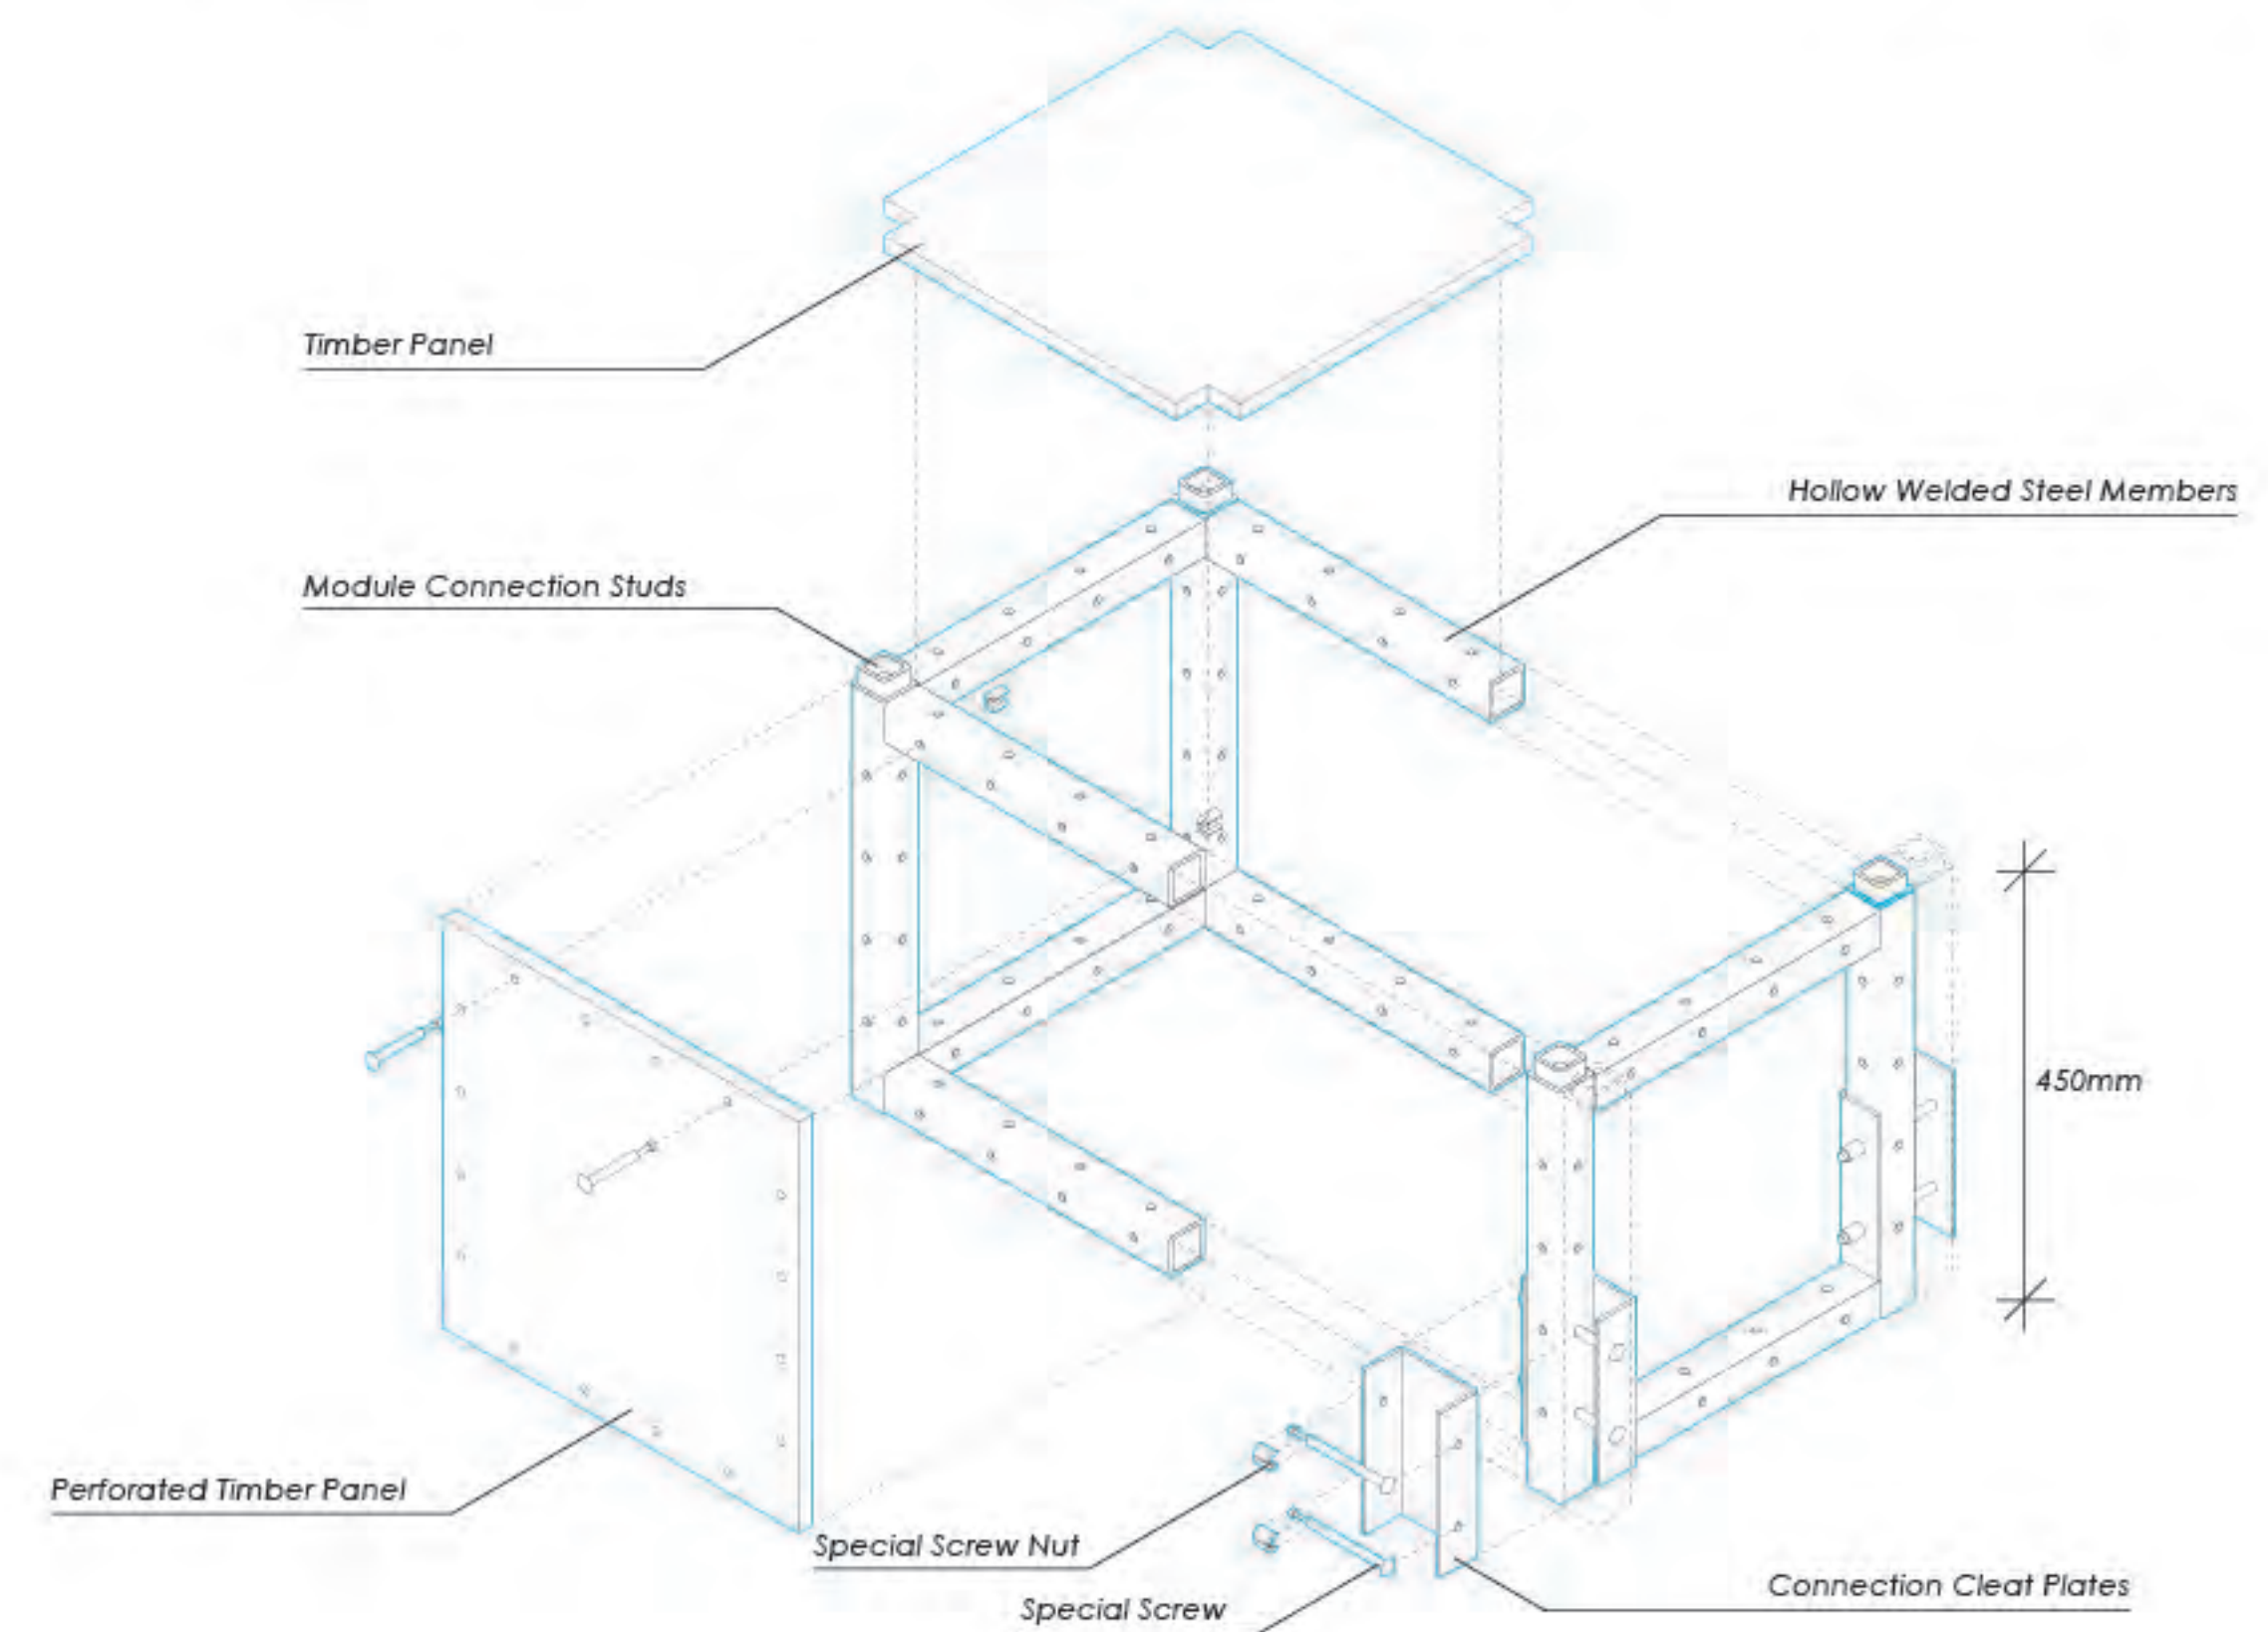 Timber Panel
Hollow Welded Steel Members
Module Connection Studs
450mm
Perforated Timber Panel
Special Screw Nut
Connection Cleat Plates
Special Screw